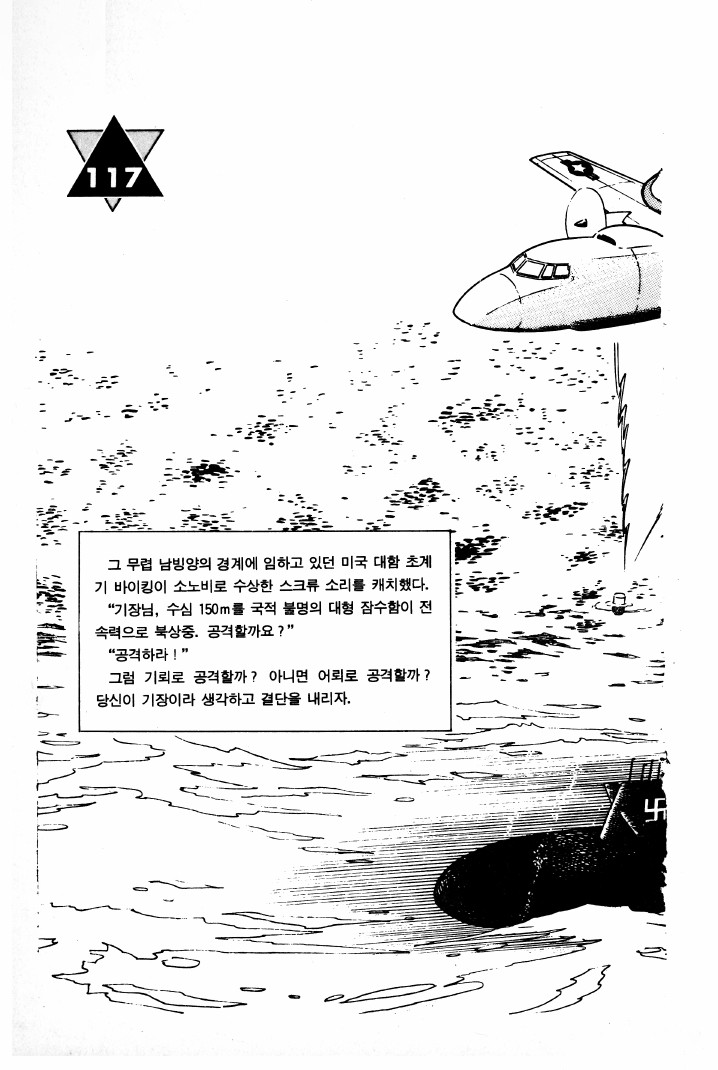 117
그 무렵 남빙양의 경계에 임하고 있던 미국 대함 초계
기 바이킹이 소노비로 수상한 스크류 소리를 캐치했다.
“기장님, 수심 150m를 국적 불명의 대형 잠수함이 전
속력으로 북상중. 공격할까요?”
“공격하라!”
그럼 기뢰로 공격할까? 아니면 어뢰로 공격할까?
당신이 기장이라 생각하고 결단을 내리자.